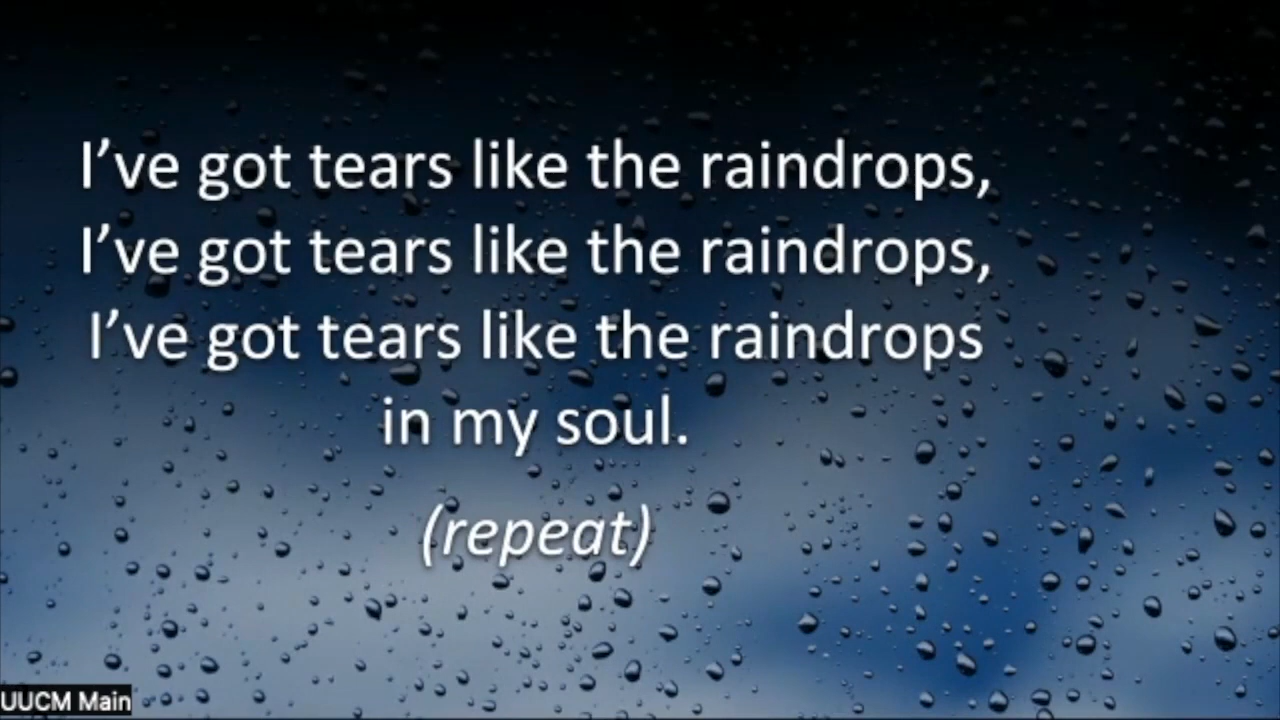 I’ve got tears like the raindrops,
I’ve got tears like the raindrops,
I’ve got tears like the raindrops
in my soul.
(repeat)
UUCM Main